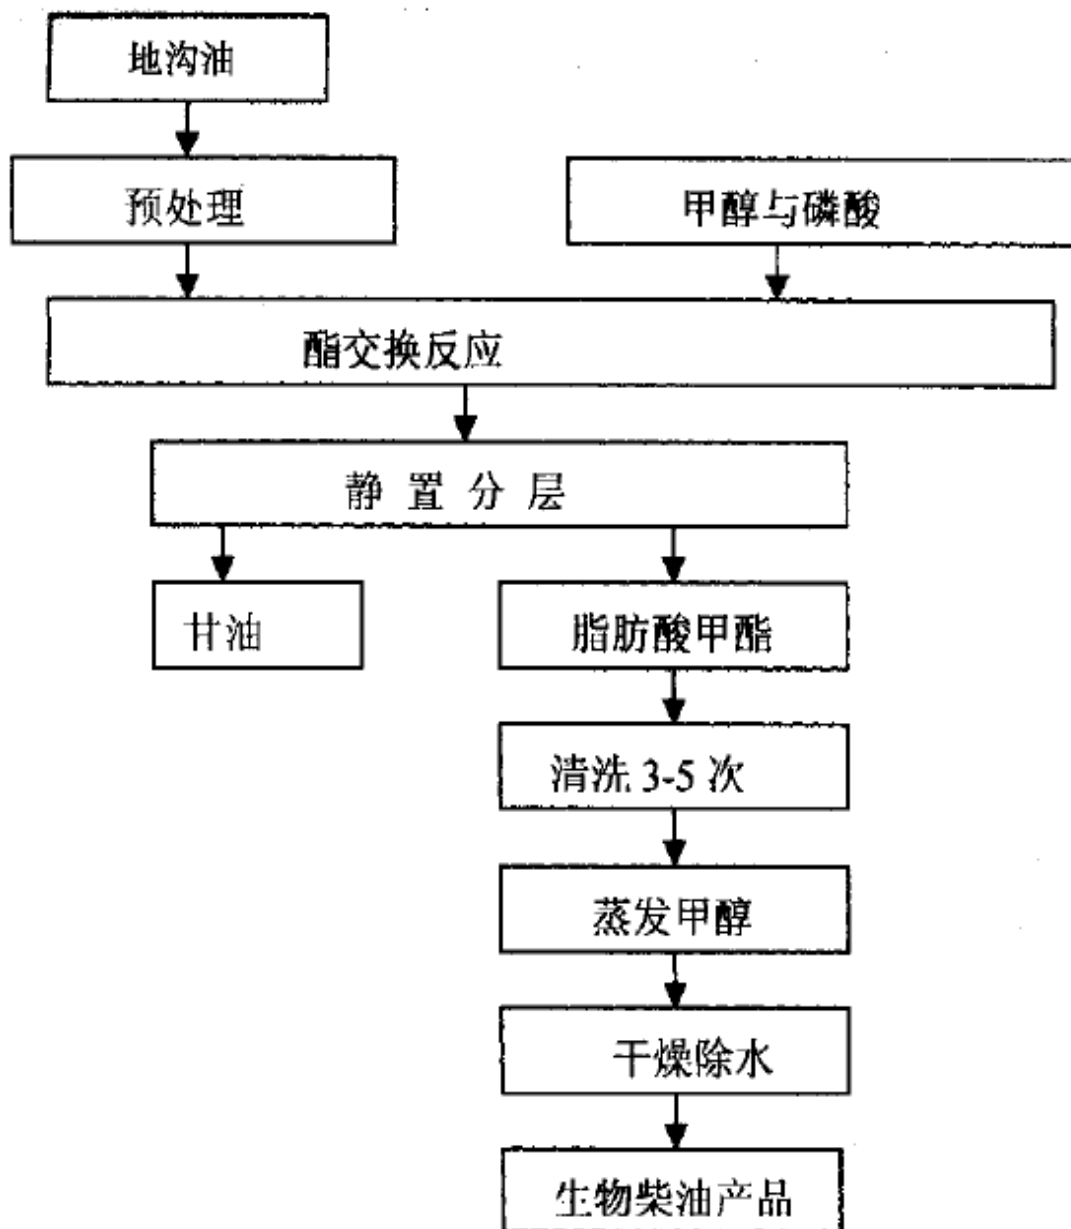 地沟油
预处理
甲醇与磷酸
酯交换反应
静置分层
甘油
脂肪酸甲酯
清洗 3-5 次
蒸发甲醇
干燥除水
生物柴油产品